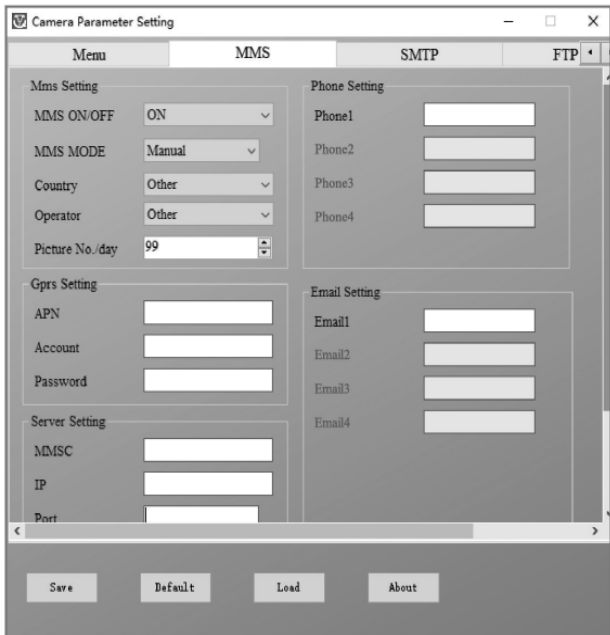 Camera Parameter Setting
Menu
MMS
SMTP
FTP
Mms Setting
MMS ON/OFF
ON
MMS MODE
Manual
Country
Other
Operator
Other
Picture No./day
99
Gprs Setting
APN
Account
Password
Server Setting
MMSC
IP
Port
Phone Setting
Phone1
Phone2
Phone3
Phone4
Email Setting
Email1
Email2
Email3
Email4
Save
Default
Load
About